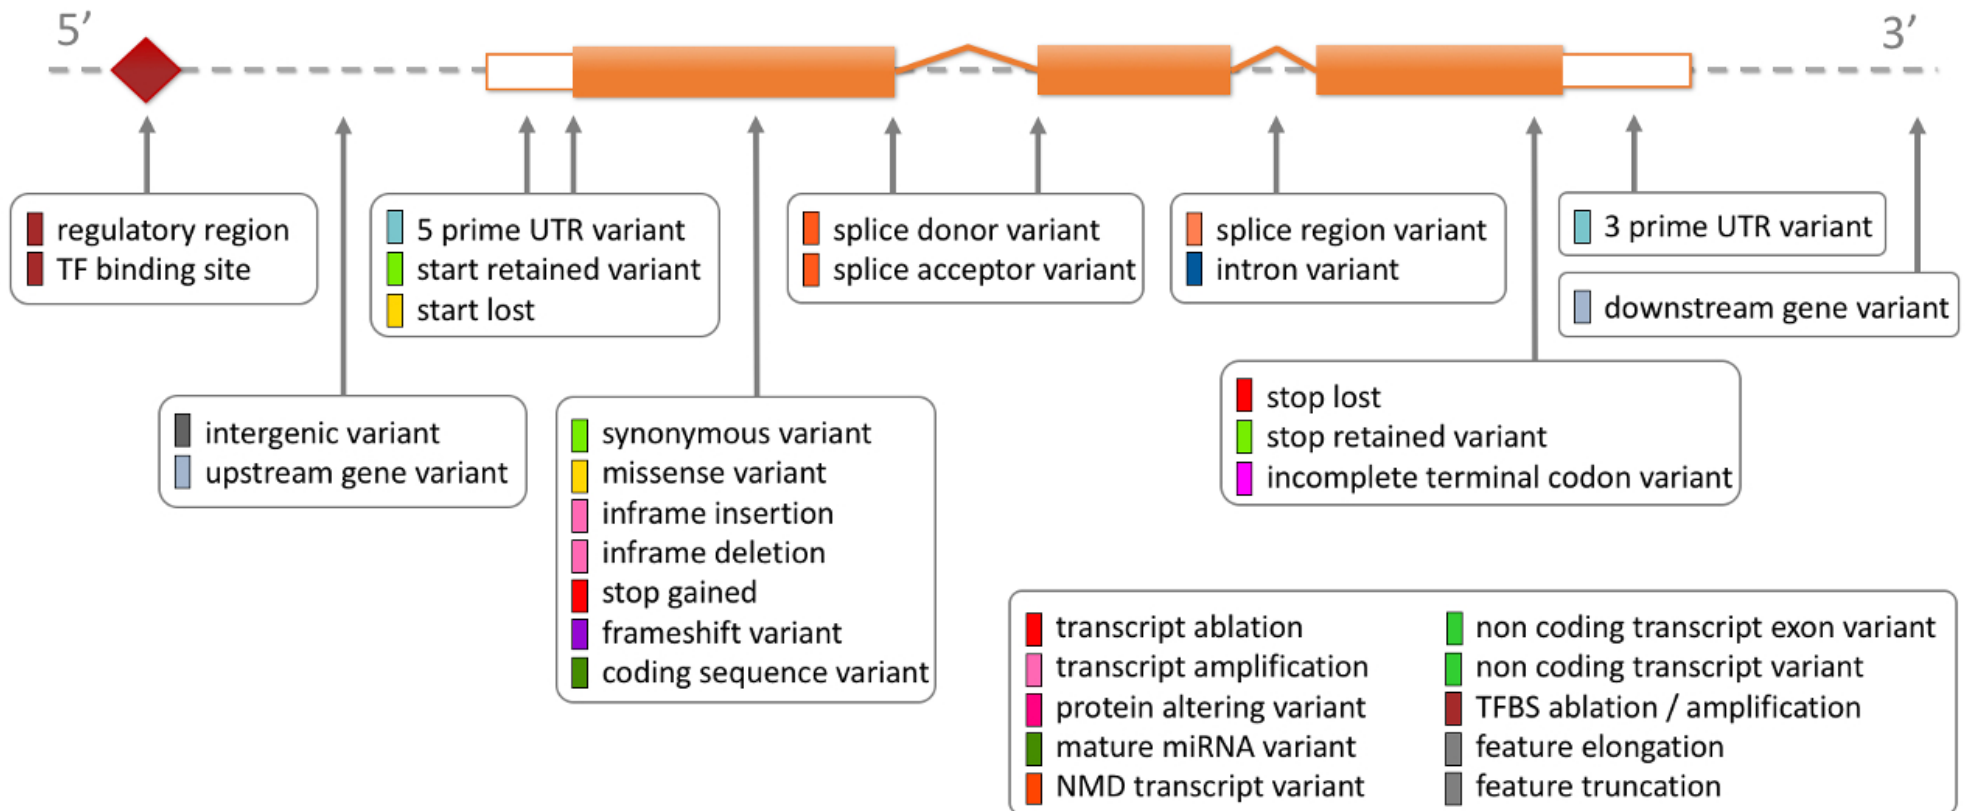 5’
3’
regulatory region
TF binding site
5 prime UTR variant
start retained variant
start lost
splice donor variant
splice acceptor variant
splice region variant
intron variant
3 prime UTR variant
downstream gene variant
intergenic variant
upstream gene variant
synonymous variant
missense variant
inframe insertion
inframe deletion
stop gained
frameshift variant
coding sequence variant
stop lost
stop retained variant
incomplete terminal codon variant
transcript ablation
transcript amplification
protein altering variant
mature miRNA variant
NMD transcript variant
non coding transcript exon variant
non coding transcript variant
TFBS ablation / amplification
feature elongation
feature truncation